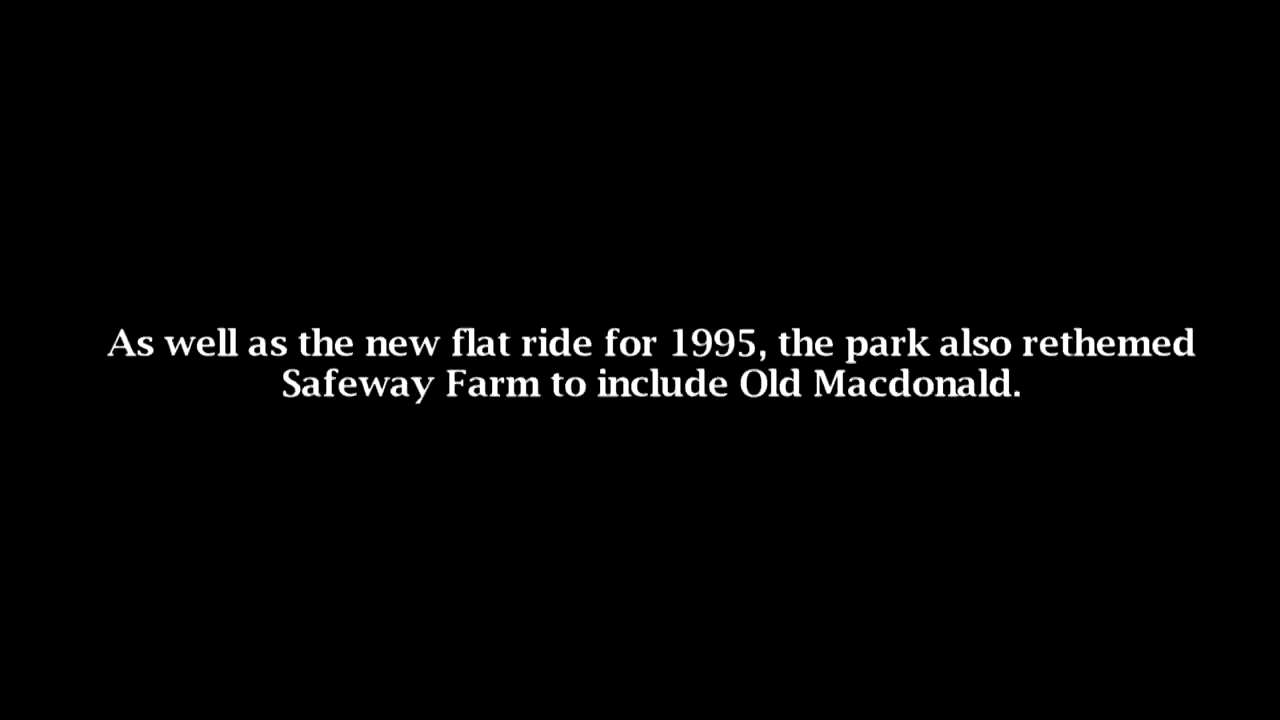 As well as the new flat ride for 1995, the park also rethemed
Safeway Farm to include Old Macdonald.